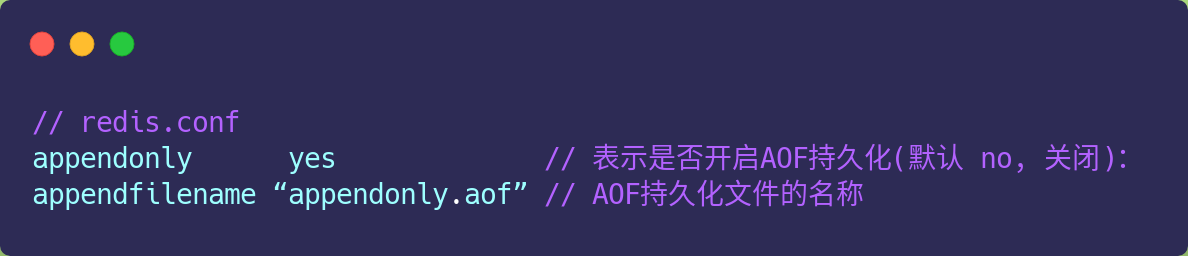 // redis.conf
appendonly      yes             // 表示是否开启AOF持久化(默认 no, 关闭):
appendfilename “appendonly.aof” // AOF持久化文件的名称